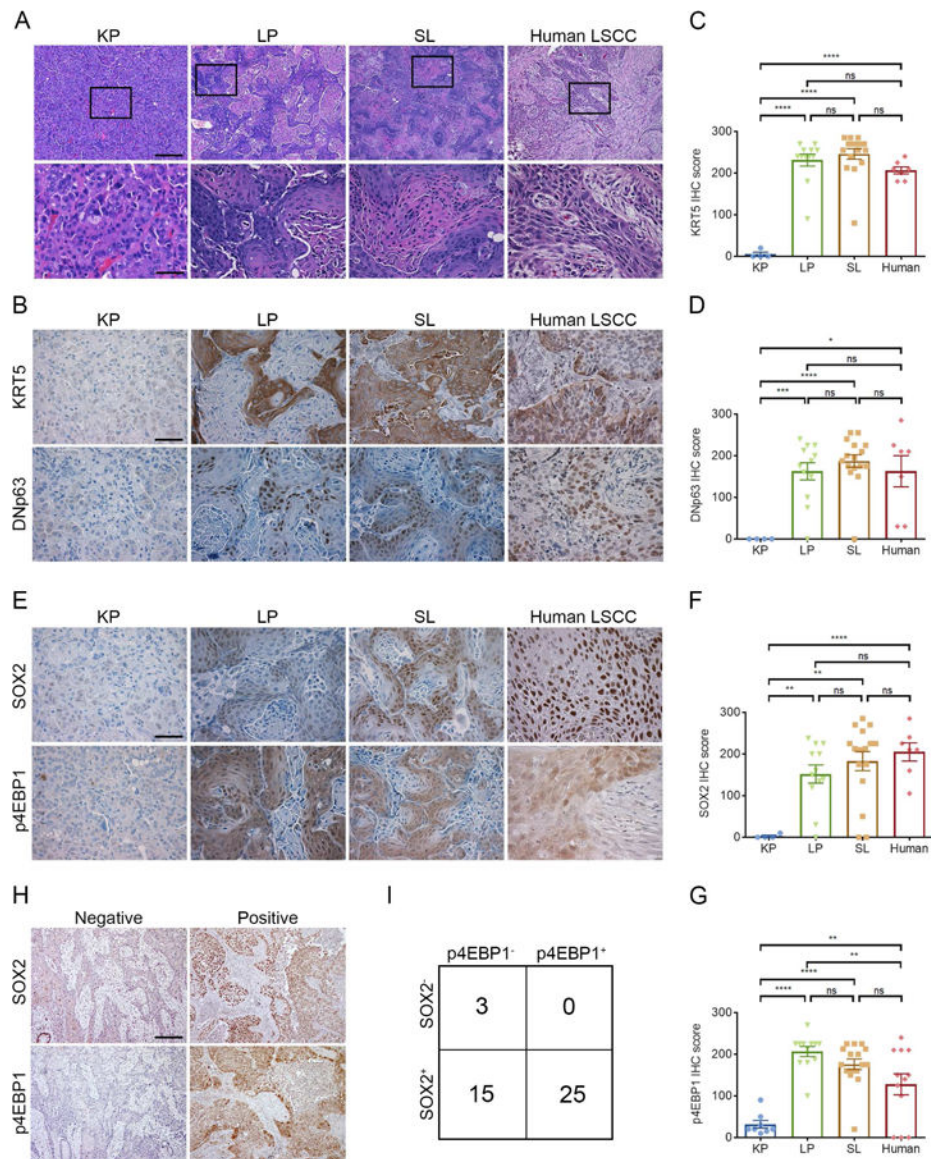 A
KP LP SL Human LSCC
B
KP LP SL Human LSCC
KRT5
DNp63
E
KP LP SL Human LSCC
SOX2
p4EBP1
H
Negative Positive
SOX2
p4EBP1
I
p4EBP1- p4EBP1+
SOX2- 3 0
SOX2+ 15 25
C
****
ns
****
**** ns ns
KRT5 IHC score
300
200
100
0
KP LP SL Human
D
*
ns
****
*** ns ns
DNp63 IHC score
300
200
100
0
KP LP SL Human
F
****
ns
**
** ns ns
SOX2 IHC score
300
200
100
0
KP LP SL Human
G
**
**
****
**** ns ns
p4EBP1 IHC score
300
200
100
0
KP LP SL Human